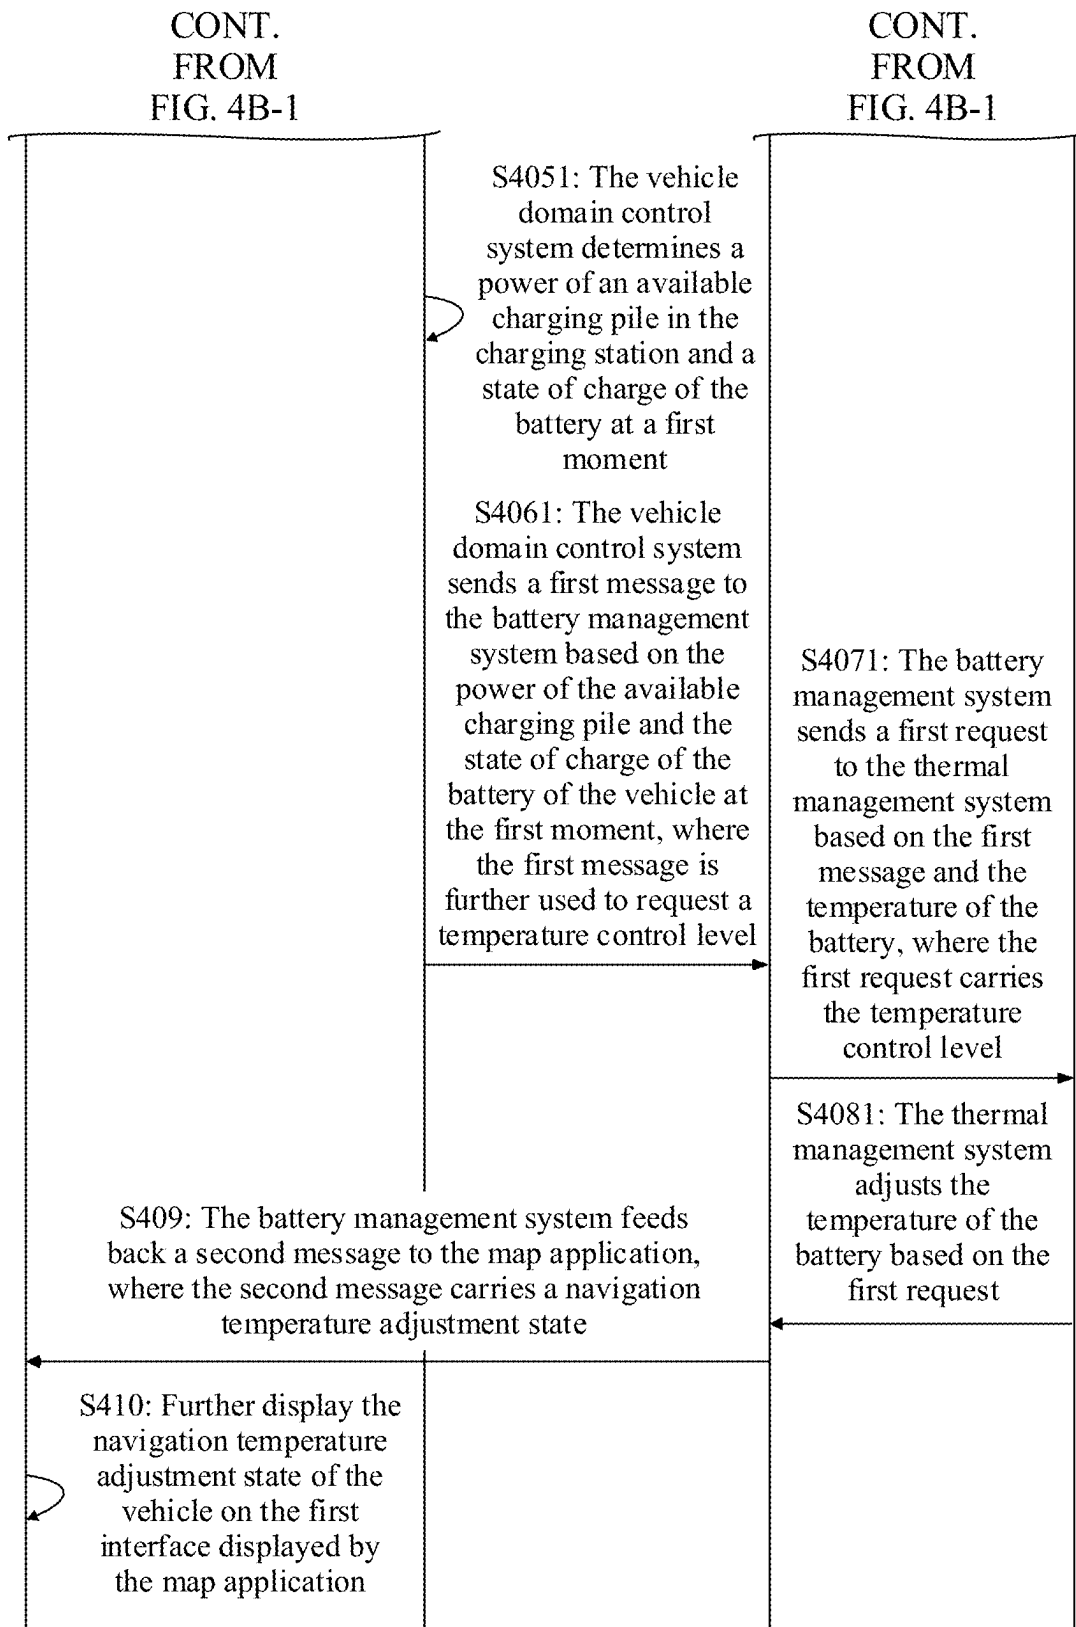 CONT.
FROM
FIG. 4B-1
CONT.
FROM
FIG. 4B-1
S4051: The vehicle
domain control
system determines a
power of an available
charging pile in the
charging station and a
state of charge of the
battery at a first
moment
S4061: The vehicle
domain control system
sends a first message to
the battery management
system based on the
power of the available
charging pile and the
state of charge of the
battery of the vehicle at
the first moment, where
the first message is
further used to request a
temperature control level
S4071: The battery
management system
sends a first request
to the thermal
management system
based on the first
message and the
temperature of the
battery, where the
first request carries
the temperature
control level
S4081: The thermal
management system
adjusts the
temperature of the
battery based on the
first request
S409: The battery management system feeds
back a second message to the map application,
where the second message carries a navigation
temperature adjustment state
S410: Further display the
navigation temperature
adjustment state of the
vehicle on the first
interface displayed by
the map application